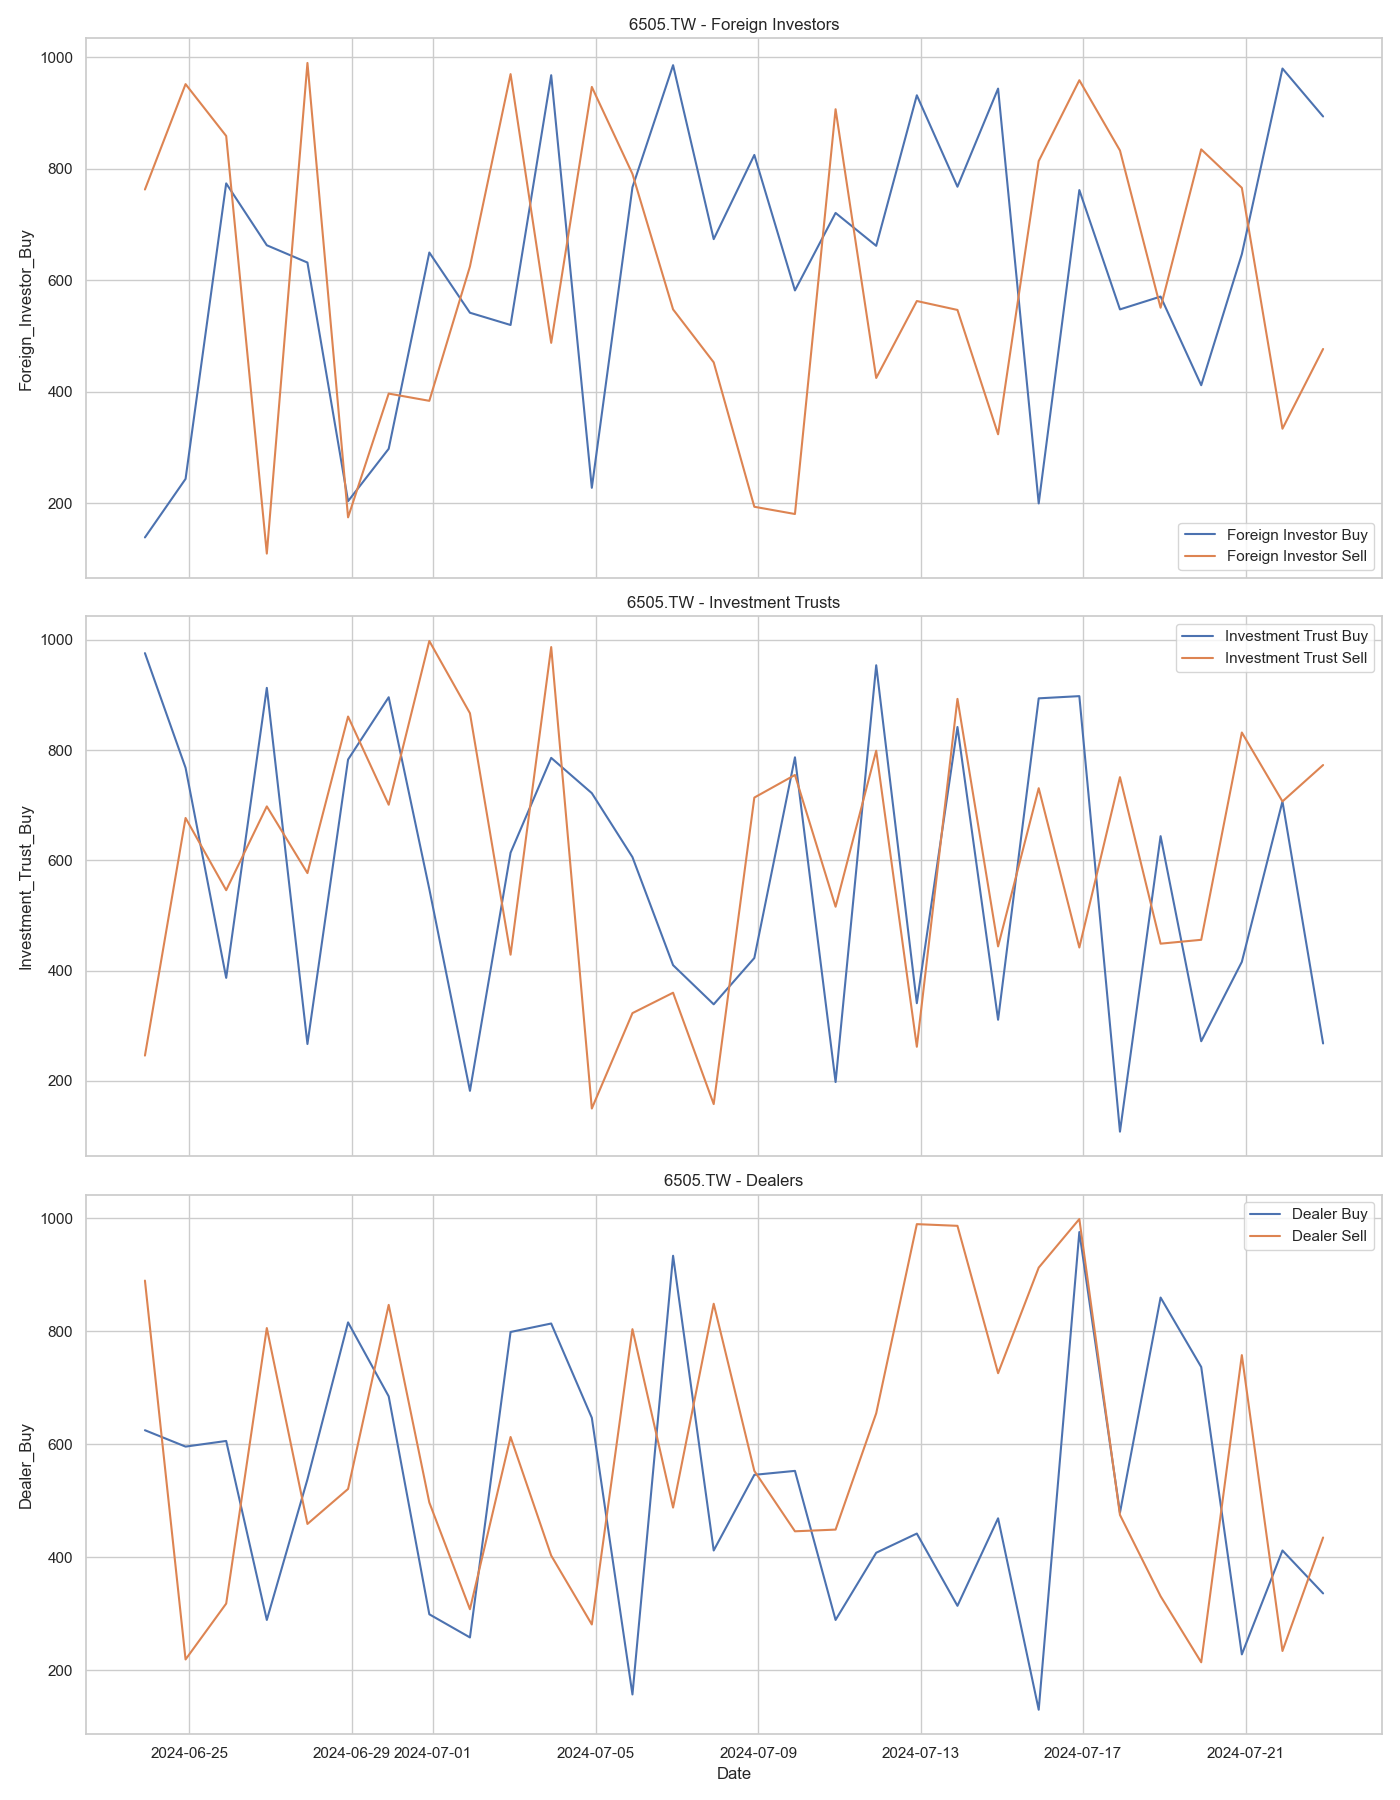 6505.TW - Foreign Investors
1000
800
600
400
200
Foreign_Investor_Buy
Foreign Investor Buy
Foreign Investor Sell
6505.TW - Investment Trusts
1000
800
600
400
200
Investment_Trust_Buy
Investment Trust Buy
Investment Trust Sell
6505.TW - Dealers
1000
800
600
400
200
Dealer_Buy
Dealer Buy
Dealer Sell
2024-06-25 2024-06-29 2024-07-01 2024-07-05 2024-07-09 2024-07-13 2024-07-17 2024-07-21
Date